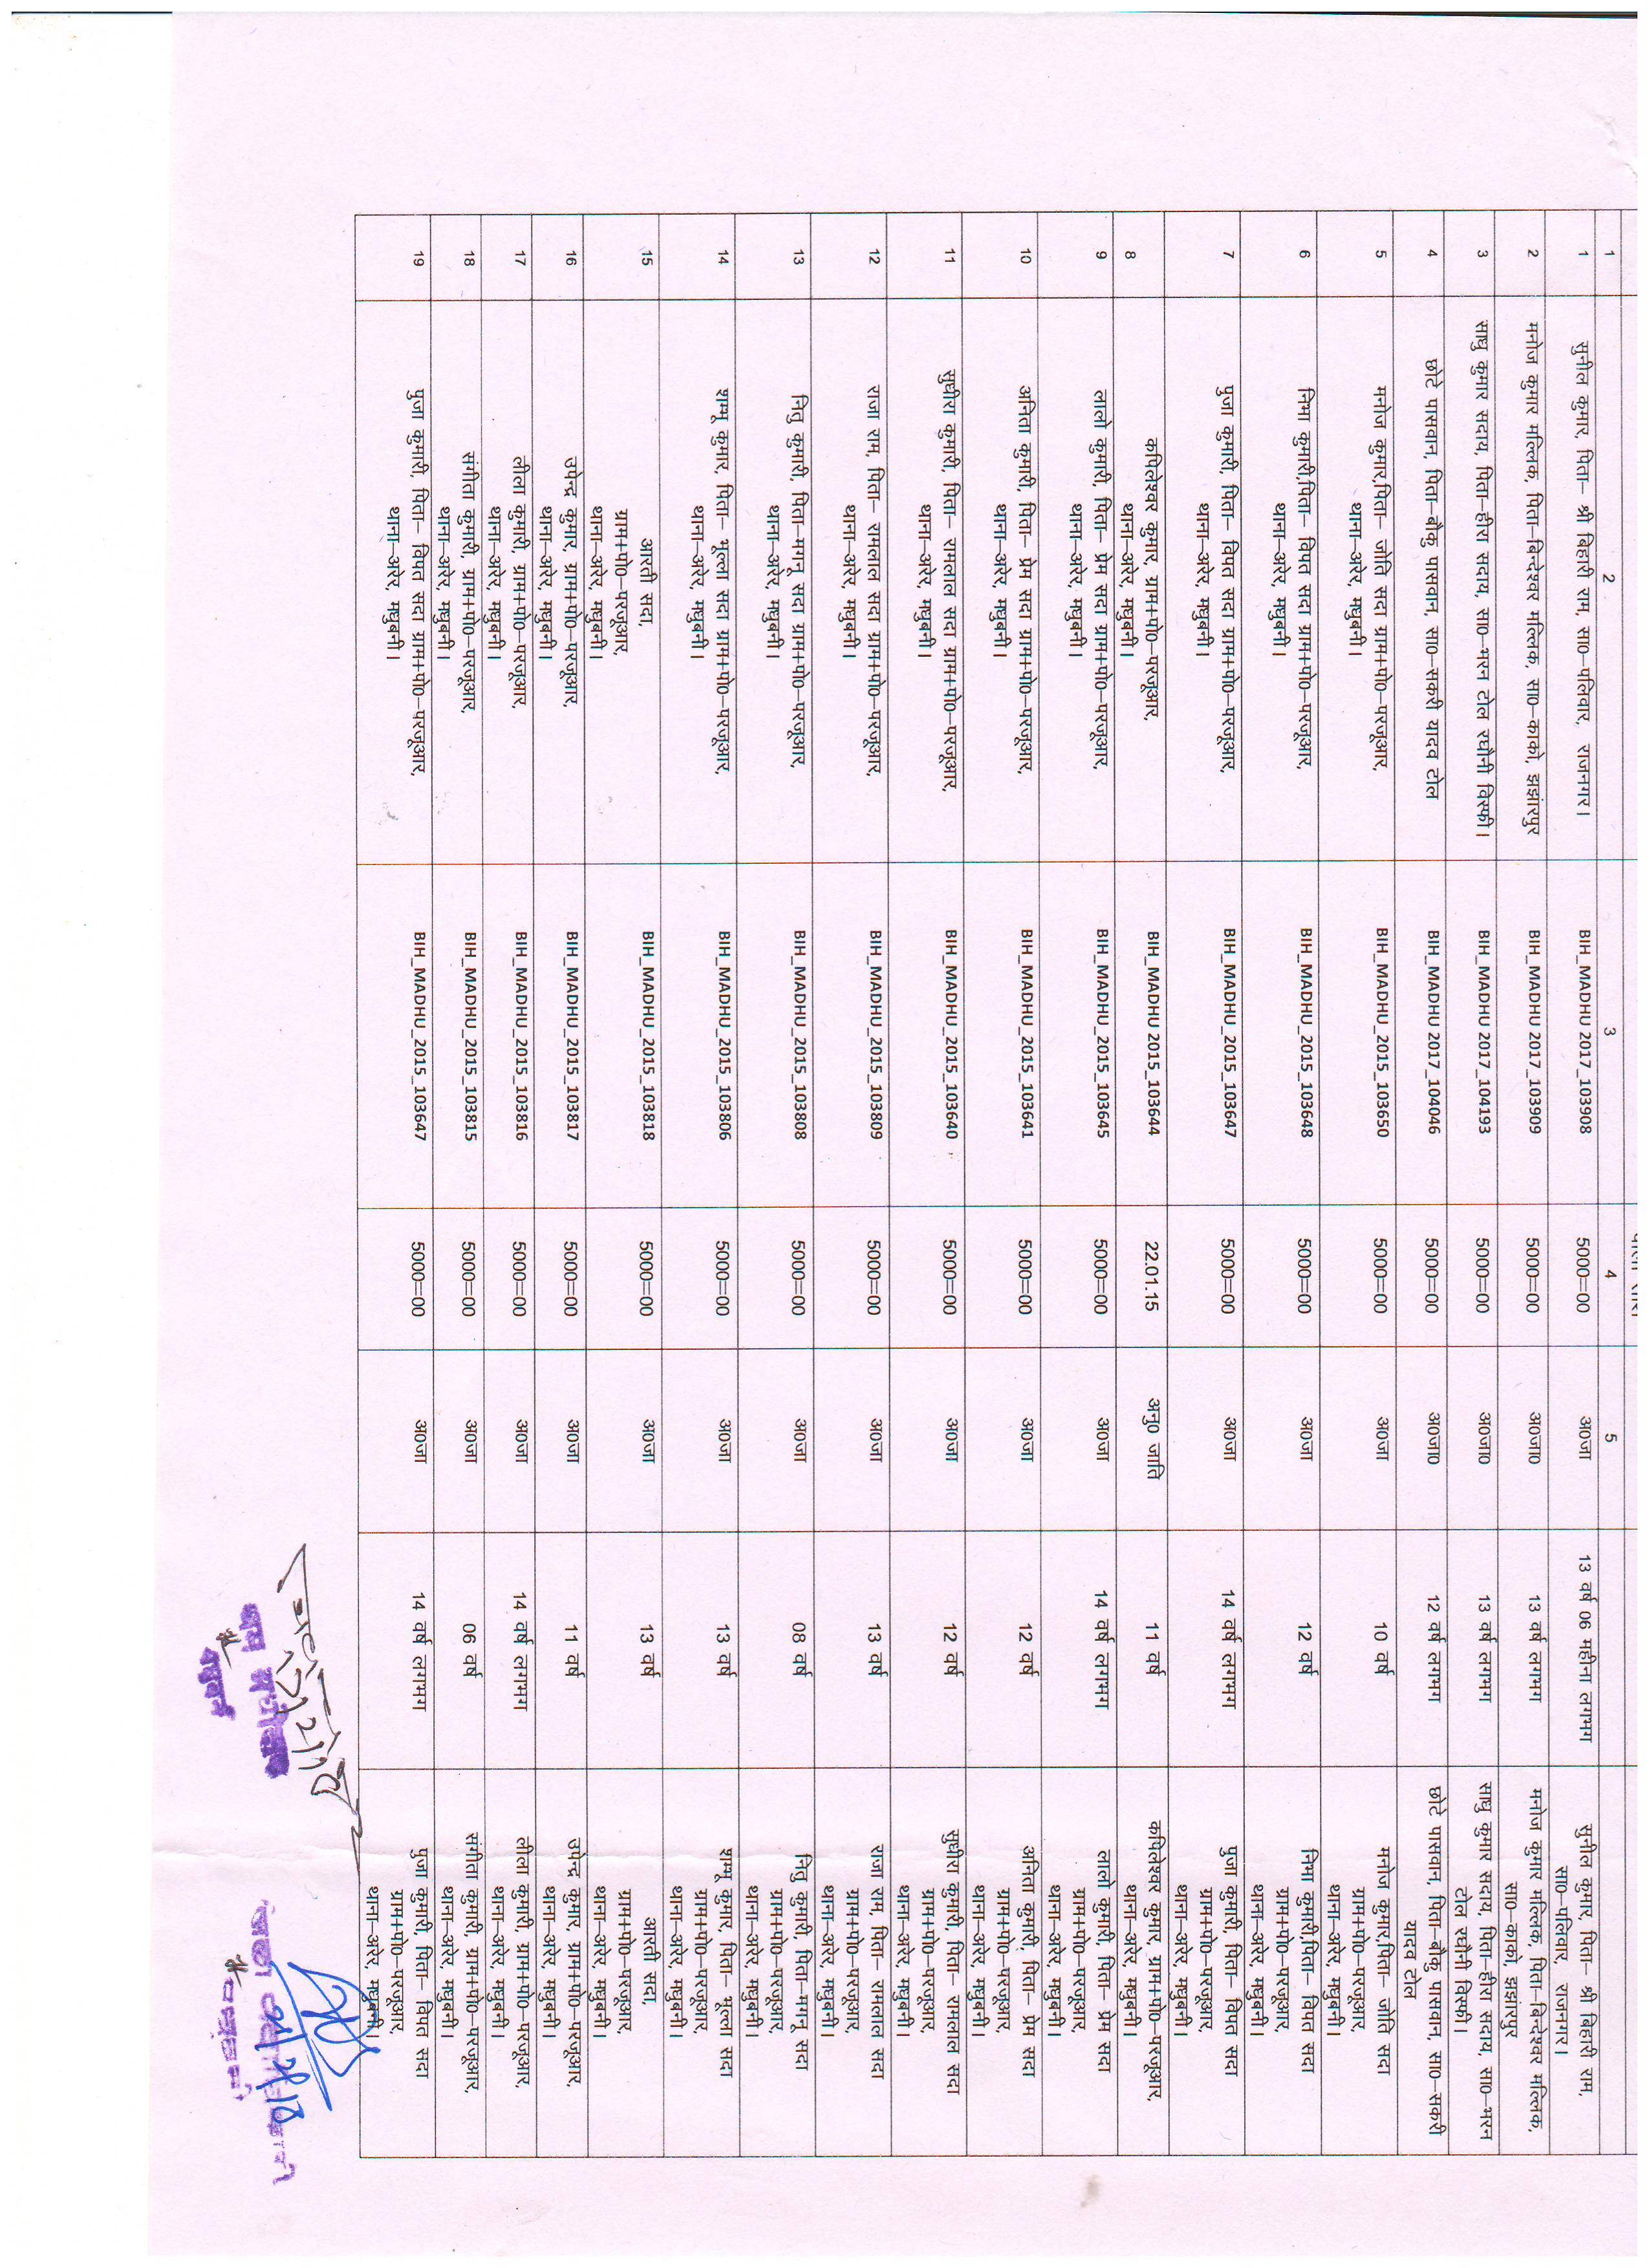 1 2 3 4 5
1 सुनील कुमार, पिता– श्री बिहारी राम, सा0–पलिवार, राजनगर। BIH_MADHU 2017_103908 5000=00 अ0जा 13 वर्ष 06 महीना लगभग सुनील कुमार, पिता– श्री बिहारी राम,
सा0–पलिवार, राजनगर।
2 मनोज कुमार मल्लिक, पिता–बिन्देश्वर मल्लिक, सा0–काको, झझांरपुर BIH_MADHU 2017_103909 5000=00 अ0जा0 13 वर्ष लगभग मनोज कुमार मल्लिक, पिता–बिन्देश्वर मल्लिक,
सा0–काको, झझांरपुर
3 साधु कुमार सदाय, पिता–हीरा सदाय, सा0–भरन टोल रघौनी विस्फी। BIH_MADHU 2017_104193 5000=00 अ0जा0 13 वर्ष लगभग साधु कुमार सदाय, पिता–हीरा सदाय, सा0–भरन
टोल रघौनी विस्फी।
4 छोटे पासवान, पिता–बौकु पासवान, सा0–सकरी यादव टोल BIH_MADHU 2017_104046 5000=00 अ0जा0 12 वर्ष लगभग छोटे पासवान, पिता–बौकु पासवान, सा0–सकरी
यादव टोल
5 मनोज कुमार,पिता– जोति सदा ग्राम+पो0–परजुआर, BIH_MADHU_2015_103650 5000=00 अ0जा 10 वर्ष मनोज कुमार,पिता– जोति सदा
थाना–अरेर, मधुबनी। ग्राम+पो0–परजुआर,
थाना–अरेर, मधुबनी।
6 निभा कुमारी,पिता– विपत सदा ग्राम+पो0–परजुआर, BIH_MADHU_2015_103648 5000=00 अ0जा 12 वर्ष निभा कुमारी,पिता– विपत सदा
थाना–अरेर, मधुबनी। ग्राम+पो0–परजुआर,
थाना–अरेर, मधुबनी।
7 पुजा कुमारी, पिता– विपत सदा ग्राम+पो0–परजुआर, BIH_MADHU_2015_103647 5000=00 अ0जा 14 वर्ष लगभग पुजा कुमारी, पिता– विपत सदा
थाना–अरेर, मधुबनी। ग्राम+पो0–परजुआर,
थाना–अरेर, मधुबनी।
8 कपिलेश्वर कुमार, ग्राम+पो0–परजुआर, BIH_MADHU 2015_103644 22.01.15 अनु0 जाति 11 वर्ष कपिलेश्वर कुमार, ग्राम+पो0–परजुआर,
थाना–अरेर, मधुबनी। थाना–अरेर, मधुबनी।
9 लालो कुमारी, पिता– प्रेम सदा ग्राम+पो0–परजुआर, BIH_MADHU_2015_103645 5000=00 अ0जा 14 वर्ष लगभग लालो कुमारी, पिता– प्रेम सदा
थाना–अरेर, मधुबनी। ग्राम+पो0–परजुआर,
थाना–अरेर, मधुबनी।
10 अनिता कुमारी, पिता– प्रेम सदा ग्राम+पो0–परजुआर, BIH_MADHU_2015_103641 5000=00 अ0जा 12 वर्ष अनिता कुमारी, पिता– प्रेम सदा
थाना–अरेर, मधुबनी। ग्राम+पो0–परजुआर,
थाना–अरेर, मधुबनी।
11 सुधीरा कुमारी, पिता– रामलाल सदा ग्राम+पो0–परजुआर, BIH_MADHU_2015_103640 5000=00 अ0जा 12 वर्ष सुधीरा कुमारी, पिता– रामलाल सदा
थाना–अरेर, मधुबनी। ग्राम+पो0–परजुआर,
थाना–अरेर, मधुबनी।
12 राजा राम, पिता– रामलाल सदा ग्राम+पो0–परजुआर, BIH_MADHU_2015_103809 5000=00 अ0जा 13 वर्ष राजा राम, पिता– रामलाल सदा
थाना–अरेर, मधुबनी। ग्राम+पो0–परजुआर,
थाना–अरेर, मधुबनी।
13 नितु कुमारी, पिता–मगनू सदा ग्राम+पो0–परजुआर, BIH_MADHU_2015_103808 5000=00 अ0जा 08 वर्ष नितु कुमारी, पिता–मगनू सदा
थाना–अरेर, मधुबनी। ग्राम+पो0–परजुआर,
थाना–अरेर, मधुबनी।
14 शम्भू कुमार, पिता– भूल्ला सदा ग्राम+पो0–परजुआर, BIH_MADHU_2015_103806 5000=00 अ0जा 13 वर्ष शम्भू कुमार, पिता– भूल्ला सदा
थाना–अरेर, मधुबनी। ग्राम+पो0–परजुआर,
थाना–अरेर, मधुबनी।
15 आरती सदा, BIH_MADHU_2015_103818 5000=00 अ0जा 13 वर्ष आरती सदा,
ग्राम+पो0–परजुआर, ग्राम+पो0–परजुआर,
थाना–अरेर, मधुबनी। थाना–अरेर, मधुबनी।
16 उपेन्द्र कुमार, ग्राम+पो0–परजुआर, BIH_MADHU_2015_103817 5000=00 अ0जा 11 वर्ष उपेन्द्र कुमार, ग्राम+पो0–परजुआर,
थाना–अरेर, मधुबनी। थाना–अरेर, मधुबनी।
17 लीला कुमारी, ग्राम+पो0–परजुआर, BIH_MADHU_2015_103816 5000=00 अ0जा 14 वर्ष लगभग लीला कुमारी, ग्राम+पो0–परजुआर,
थाना–अरेर, मधुबनी। थाना–अरेर, मधुबनी।
18 संगीता कुमारी, ग्राम+पो0–परजुआर, BIH_MADHU_2015_103815 5000=00 अ0जा 06 वर्ष संगीता कुमारी, ग्राम+पो0–परजुआर,
थाना–अरेर, मधुबनी। थाना–अरेर, मधुबनी।
19 पुजा कुमारी, पिता– विपत सदा ग्राम+पो0–परजुआर, BIH_MADHU_2015_103647 5000=00 अ0जा 14 वर्ष लगभग पुजा कुमारी, पिता– विपत सदा
थाना–अरेर, मधुबनी। ग्राम+पो0–परजुआर,
थाना–अरेर, मधुबनी।